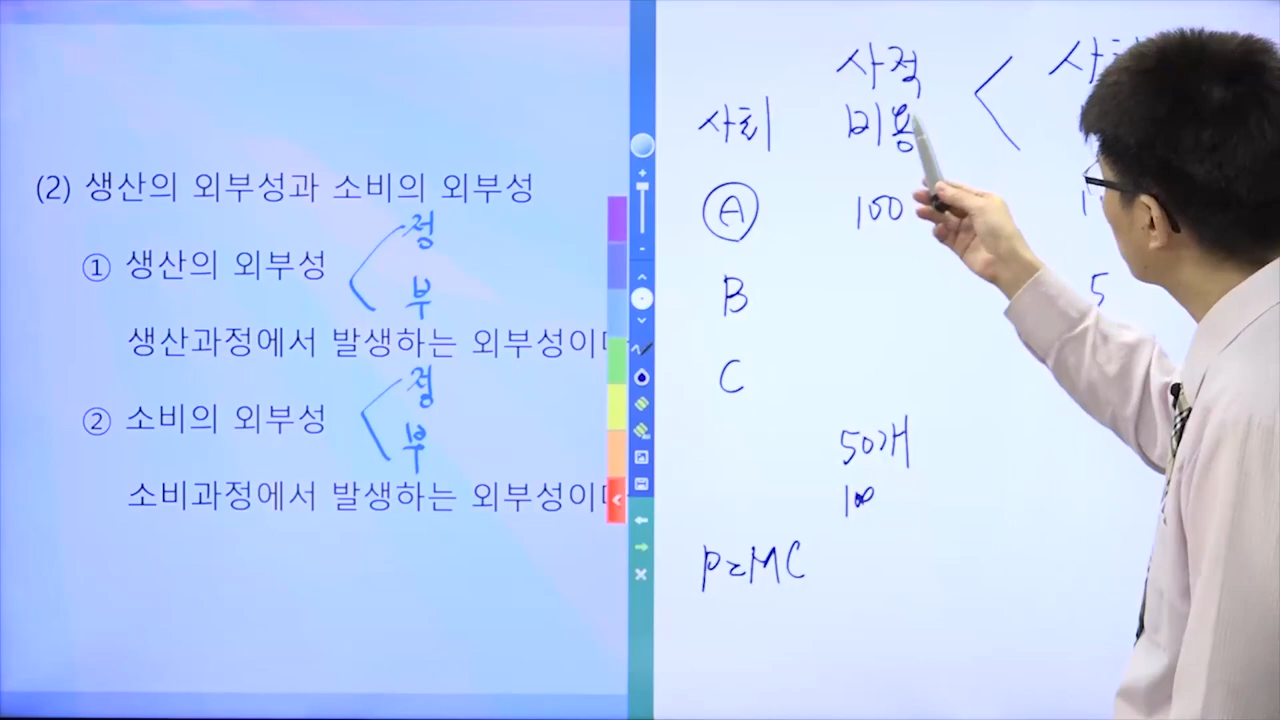 (2) 생산의 외부성과 소비의 외부성
정
① 생산의 외부성
부
생산과정에서 발생하는 외부성이
정
② 소비의 외부성
부
소비과정에서 발생하는 외부성이
사적
사회 비용
A 100
B 5
C
50개
100
P=MC